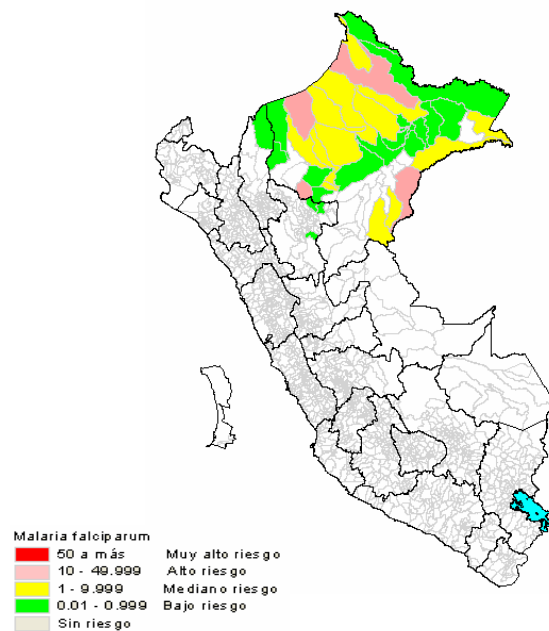 Malaria falciparum
50 a más Muy alto riesgo
10 - 49.999 Alto riesgo
1 - 9.999 Mediano riesgo
0.01 - 0.999 Bajo riesgo
Sin riesgo